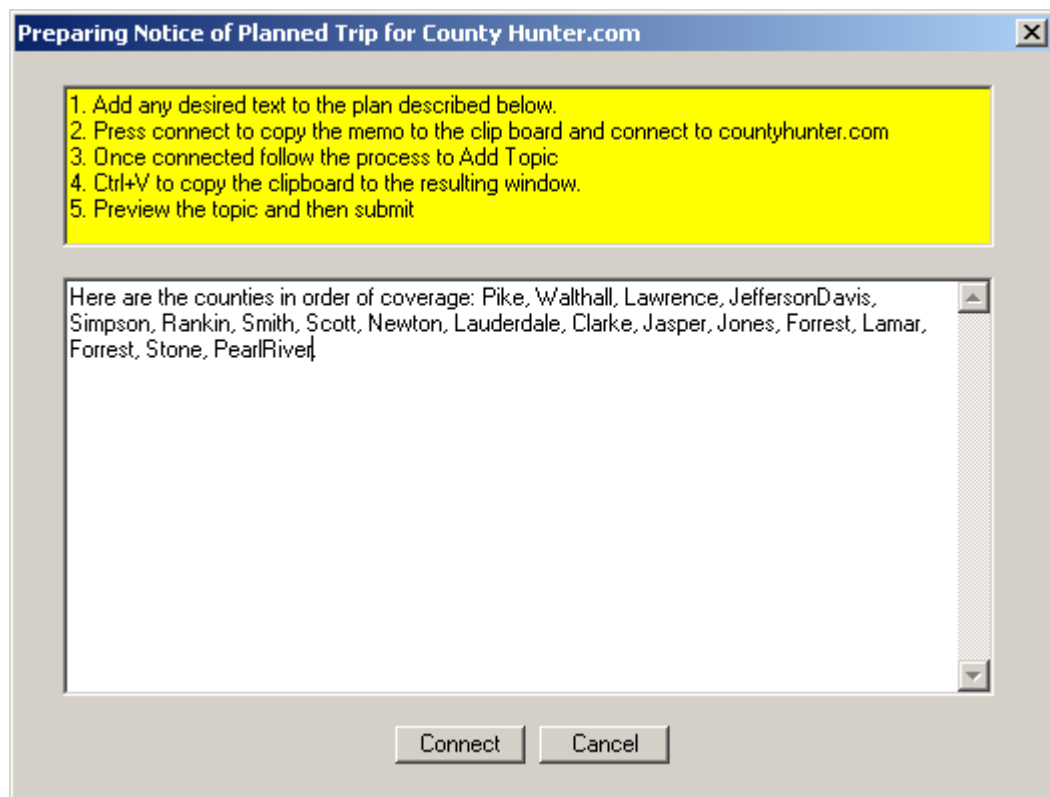 Preparing Notice of Planned Trip for County Hunter.com
1. Add any desired text to the plan described below.
2. Press connect to copy the memo to the clip board and connect to countyhunter.com
3. Once connected follow the process to Add Topic
4. Ctrl+V to copy the clipboard to the resulting window.
5. Preview the topic and then submit
Here are the counties in order of coverage: Pike, Walthall, Lawrence, JeffersonDavis,
Simpson, Rankin, Smith, Scott, Newton, Lauderdale, Clarke, Jasper, Jones, Forrest, Lamar,
Forrest, Stone, PearlRiver
Connect Cancel